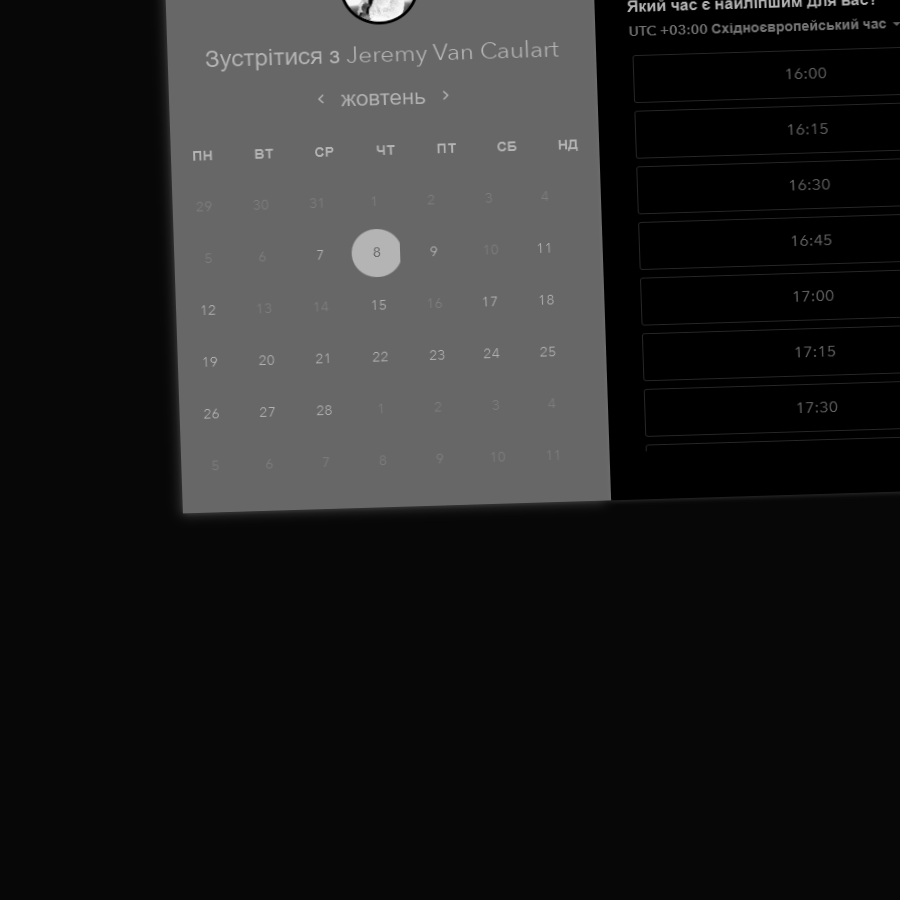 Зустрітися з Jeremy Van Caulart
‹ жовтень ›
ПН ВТ СР ЧТ ПТ СБ НД
29 30 31 1 2 3 4
5 6 7 8 9 10 11
12 13 14 15 16 17 18
19 20 21 22 23 24 25
26 27 28 1 2 3 4
5 6 7 8 9 10 11
Який час є найліпшим для вас?
UTC +03:00 Східноєвропейський час
16:00
16:15
16:30
16:45
17:00
17:15
17:30